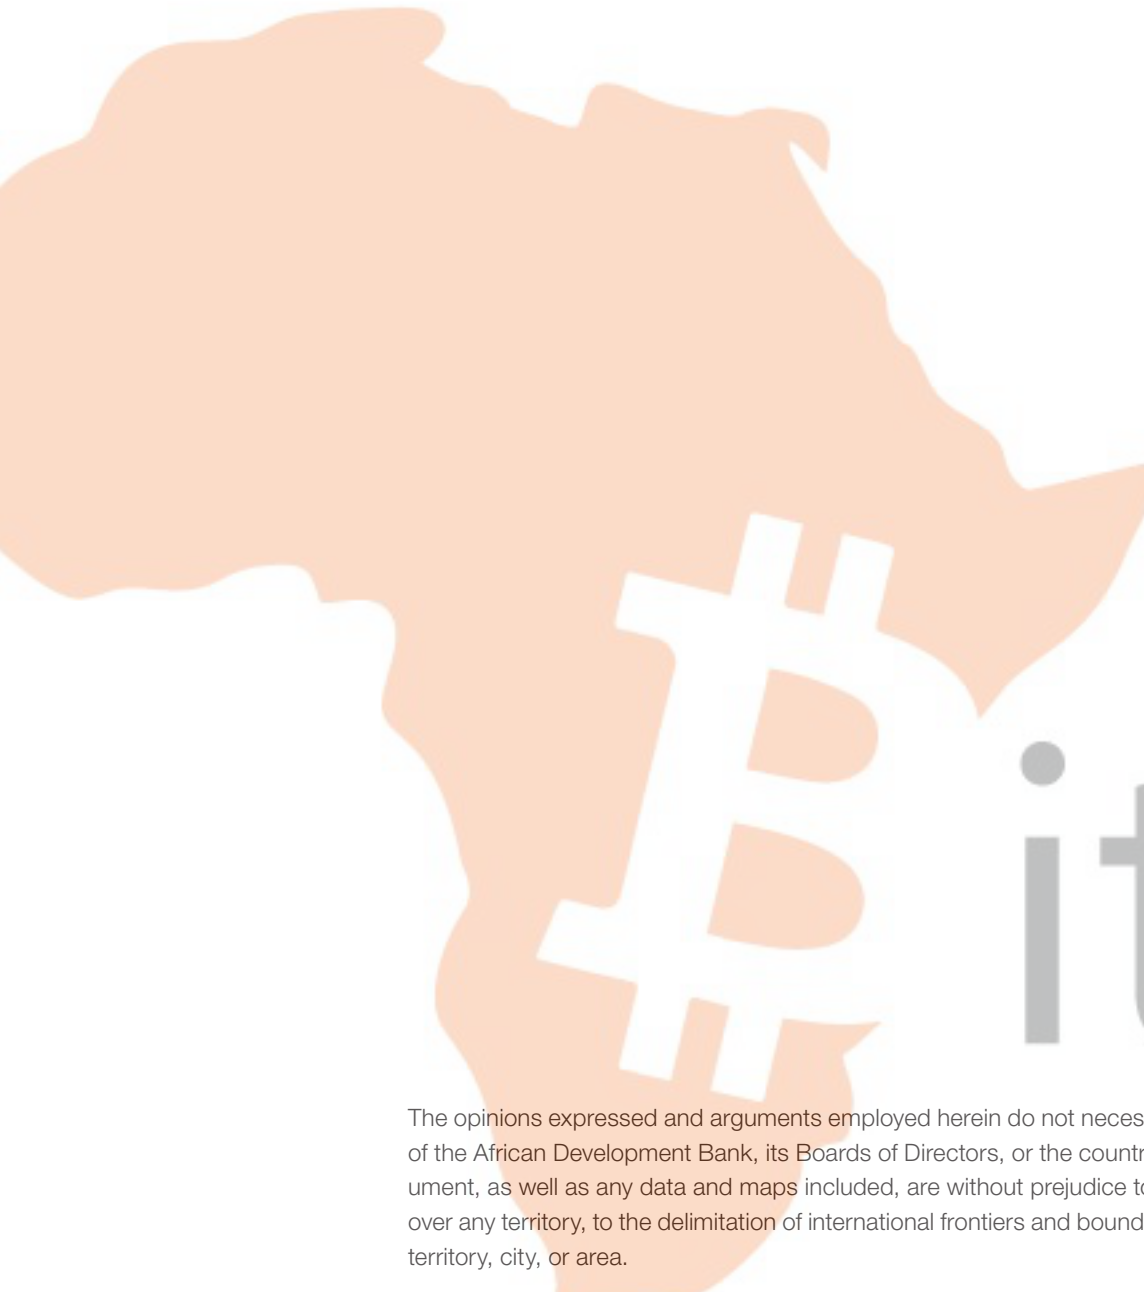 it
The opinions expressed and arguments employed herein do not neces
of the African Development Bank, its Boards of Directors, or the countr
ument, as well as any data and maps included, are without prejudice to
over any territory, to the delimitation of international frontiers and bound
territory, city, or area.